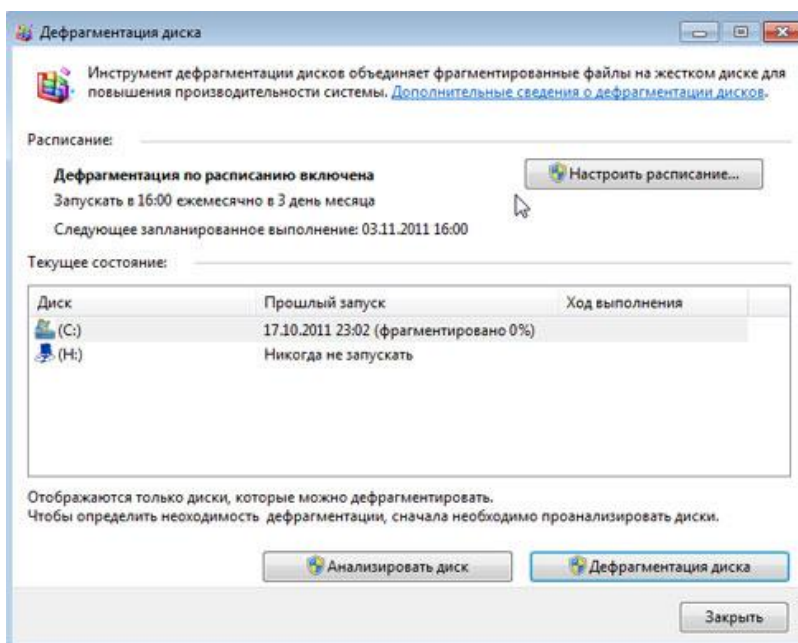 Дефрагментация диска
Инструмент дефрагментации дисков объединяет фрагментированные файлы на жестком диске для
повышения производительности системы. Дополнительные сведения о дефрагментации дисков.
Расписание:
Дефрагментация по расписанию включена
Настроить расписание...
Запускать в 16:00 ежемесячно в 3 день месяца
Следующее запланированное выполнение: 03.11.2011 16:00
Текущее состояние:
Диск Прошлый запуск Ход выполнения
(C:) 17.10.2011 23:02 (фрагментировано 0%)
(H:) Никогда не запускать
Отображаются только диски, которые можно дефрагментировать.
Чтобы определить неоходимость дефрагментации, сначала необходимо проанализировать диски.
Анализировать диск Дефрагментация диска
Закрыть